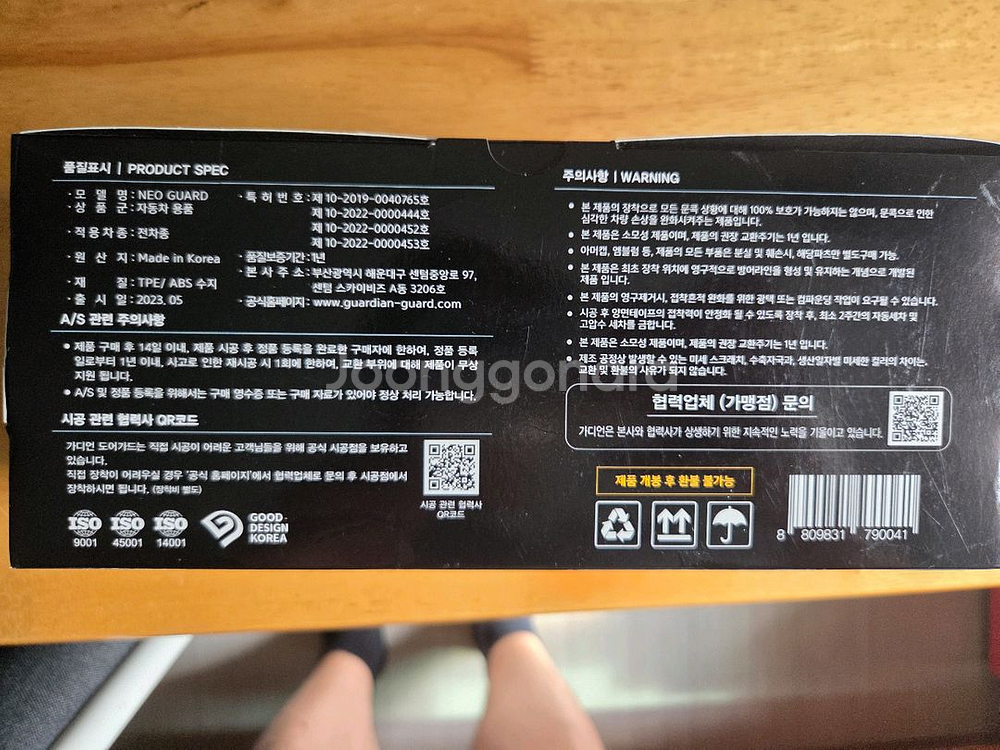 품질표시 | PRODUCT SPEC
· 모 델 명 : NEO GUARD
· 상 품 군 : 자동차 용품
· 적용차종 : 전차종
· 원 산 지 : Made in Korea
· 재 질 : TPE/ ABS 수지
· 출 시 일 : 2023. 05
· 특 허 번 호 : 제 10-2019-0040765호
제 10-2022-0000444호
제 10-2022-0000452호
제 10-2022-0000453호
· 품질보증기간 : 1년
· 본 사 주 소 : 부산광역시 해운대구 센텀중앙로 97,
센텀 스카이비즈 A동 3206호
· 공식홈페이지 : www.guardian-guard.com
A/S 관련 주의사항
• 제품 구매 후 14일 이내, 제품 시공 후 정품 등록을 완료한 구매자에 한하여, 정품 등록
일로부터 1년 이내, 사고로 인한 재시공 시 1회에 한하여, 교환 부위에 대해 제품이 무상
지원 됩니다.
• A/S 및 정품 등록을 위해서는 구매 영수증 또는 구매 자료가 있어야 정상 처리 가능합니다.
시공 관련 협력사 QR코드
가디언 도어가드는 직접 시공이 어려운 고객님들을 위해 공식 시공점을 보유하고
있습니다.
직접 장착이 어려우실 경우 '공식 홈페이지'에서 협력업체로 문의 후 시공점에서
장착하시면 됩니다. (장착비 별도)
시공 관련 협력사
QR코드
ISO ISO ISO
9001 45001 14001
GOOD-
DESIGN
KOREA
주의사항 | WARNING
• 본 제품의 장착으로 모든 문콕 상황에 대해 100% 보호가 가능하지는 않으며, 문콕으로 인한
심각한 차량 손상을 완화시켜주는 제품입니다.
• 본 제품은 소모성 제품이며, 제품의 권장 교환주기는 1년 입니다.
• 아머캡, 엠블럼 등, 제품의 모든 부품은 분실 및 훼손시, 해당파츠만 별도구매 가능.
• 본 제품은 최초 장착 위치에 영구적으로 방어라인을 형성 및 유지하는 개념으로 개발된
제품 입니다.
• 본 제품의 영구제거시, 접착흔적 완화를 위한 광택 또는 컴파운딩 작업이 요구될 수 있습니다.
• 시공 후 양면테이프의 접착력이 안정화 될 수 있도록 장착 후, 최소 2주간의 자동세차 및
고압수 세차를 금합니다.
• 본 제품은 소모성 제품이며, 제품의 권장 교환주기는 1년 입니다.
• 제조 공정상 발생할 수 있는 미세 스크래치, 수축자국과, 생산일자별 미세한 컬러의 차이는,
교환 및 환불의 사유가 되지 않습니다.
협력업체 (가맹점) 문의
가디언은 본사와 협력사가 상생하기 위한 지속적인 노력을 기울이고 있습니다.
제품 개봉 후 환불 불가능
8 809831 790041
Joonggonara